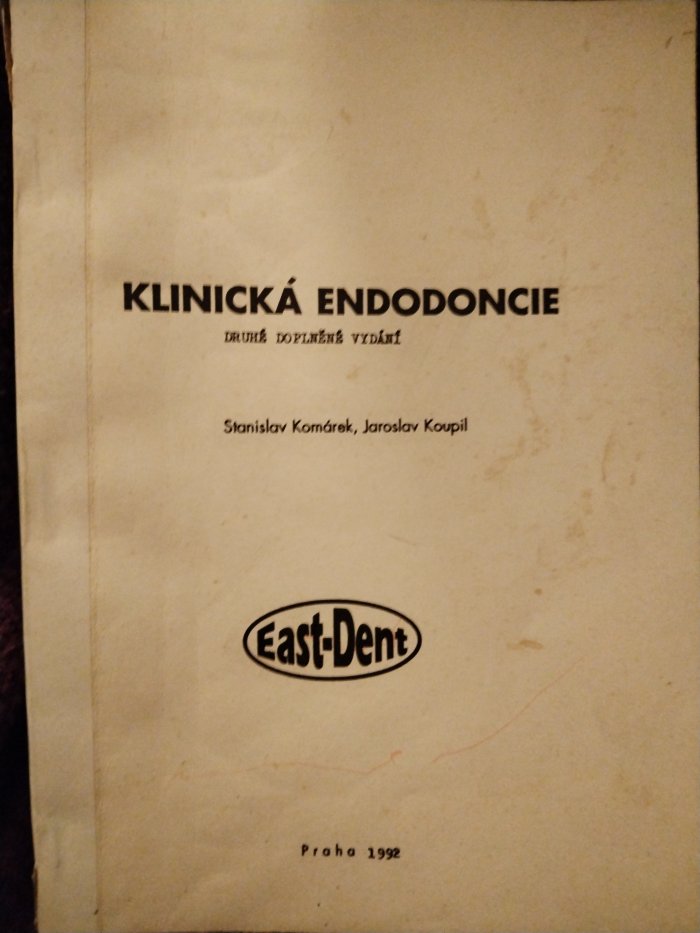 KLINICKÁ ENDODONCIE
DRUHÉ DOPLNĚNÉ VYDÁNÍ
Stanislav Komárek, Jaroslav Koupil
East-Dent
Praha 1992